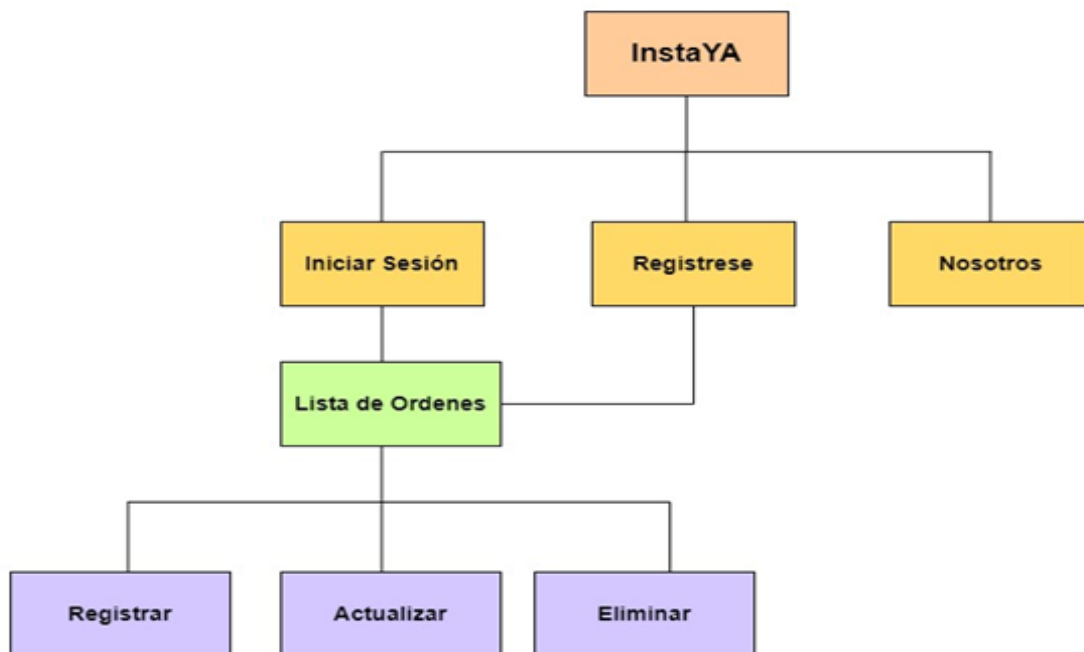 InstaYA
Iniciar Sesión
Registrese
Nosotros
Lista de Ordenes
Registrar
Actualizar
Eliminar